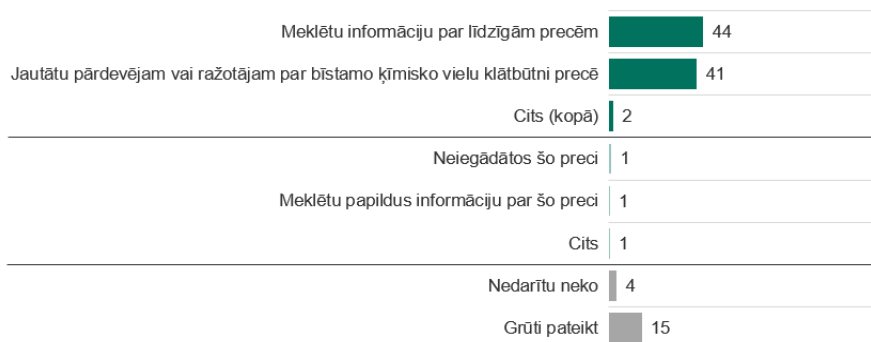 Meklētu informāciju par līdzīgām precēm 44
Jautātu pārdevējam vai ražotājam par bīstamo ķīmisko vielu klātbūtni precē 41
Cits (kopā) 2
Neiegādātos šo preci 1
Meklētu papildus informāciju par šo preci 1
Cits 1
Nedarītu neko 4
Grūti pateikt 15